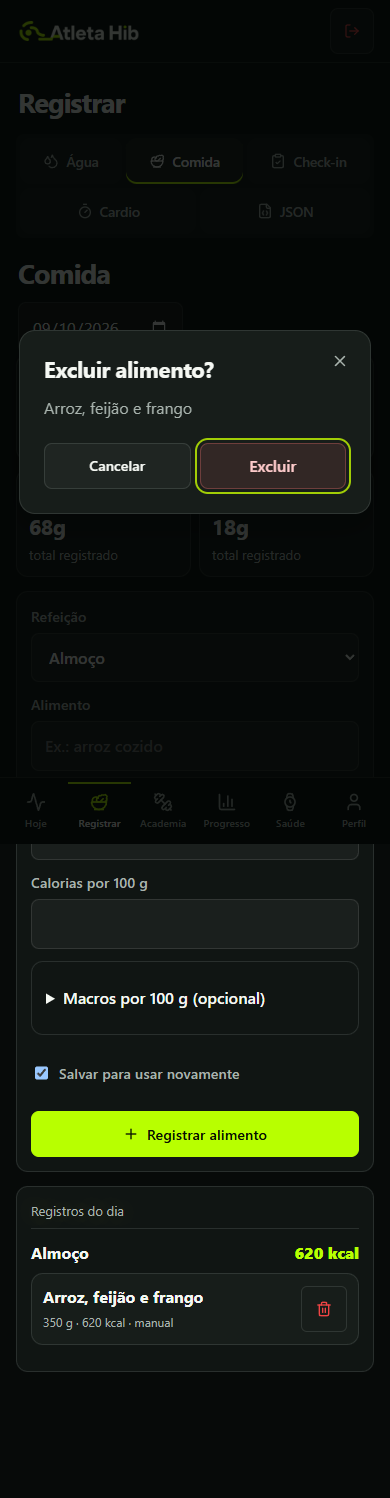 Atleta Hib
Registrar
Água
Comida
Check-in
Cardio
JSON
Comida
09/10/2026
Excluir alimento?
Arroz, feijão e frango
Cancelar
Excluir
68g
18g
total registrado
total registrado
Refeição
Almoço
Alimento
Ex.: arroz cozido
Hoje
Registrar
Academia
Progresso
Saúde
Perfil
Calorias por 100 g
Macros por 100 g (opcional)
Salvar para usar novamente
+ Registrar alimento
Registros do dia
Almoço
620 kcal
Arroz, feijão e frango
350 g · 620 kcal · manual